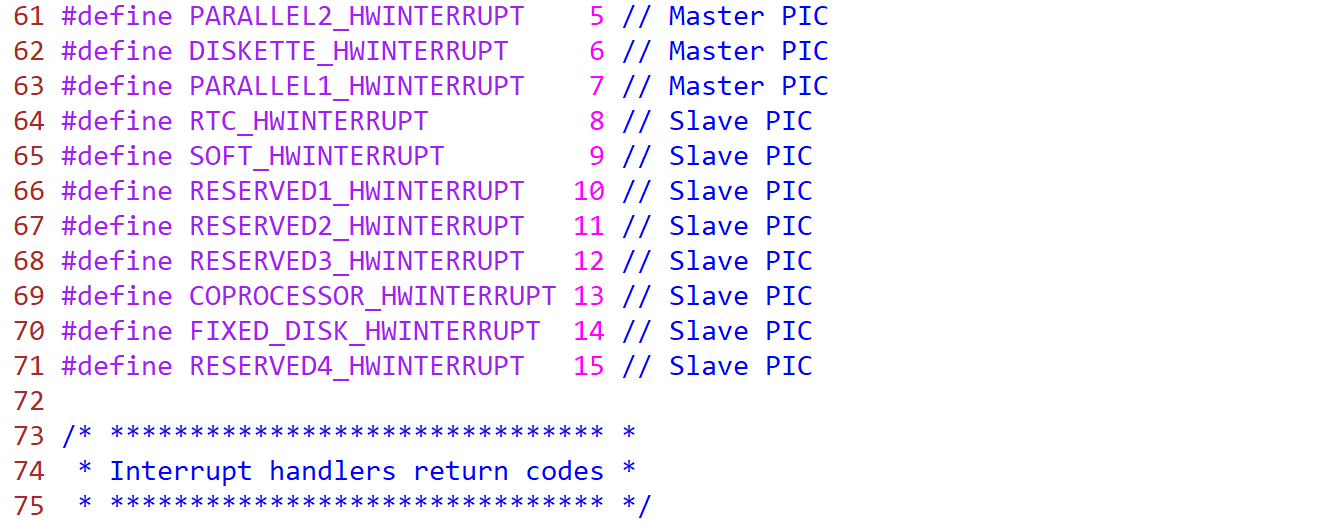 61 #define PARALLEL2_HWINTERRUPT    5 // Master PIC
62 #define DISKETTE_HWINTERRUPT     6 // Master PIC
63 #define PARALLEL1_HWINTERRUPT    7 // Master PIC
64 #define RTC_HWINTERRUPT          8 // Slave PIC
65 #define SOFT_HWINTERRUPT         9 // Slave PIC
66 #define RESERVED1_HWINTERRUPT   10 // Slave PIC
67 #define RESERVED2_HWINTERRUPT   11 // Slave PIC
68 #define RESERVED3_HWINTERRUPT   12 // Slave PIC
69 #define COPROCESSOR_HWINTERRUPT 13 // Slave PIC
70 #define FIXED_DISK_HWINTERRUPT  14 // Slave PIC
71 #define RESERVED4_HWINTERRUPT   15 // Slave PIC
72
73 /* ******************************* *
74  * Interrupt handlers return codes *
75  * ******************************* */